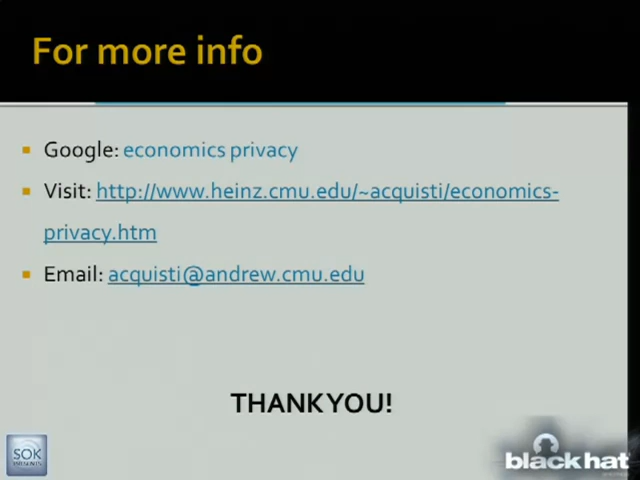 For more info
Google: economics privacy
Visit: http://www.heinz.cmu.edu/~acquisti/economics-
privacy.htm
Email: acquisti@andrew.cmu.edu
THANK YOU!
SOK
black hat